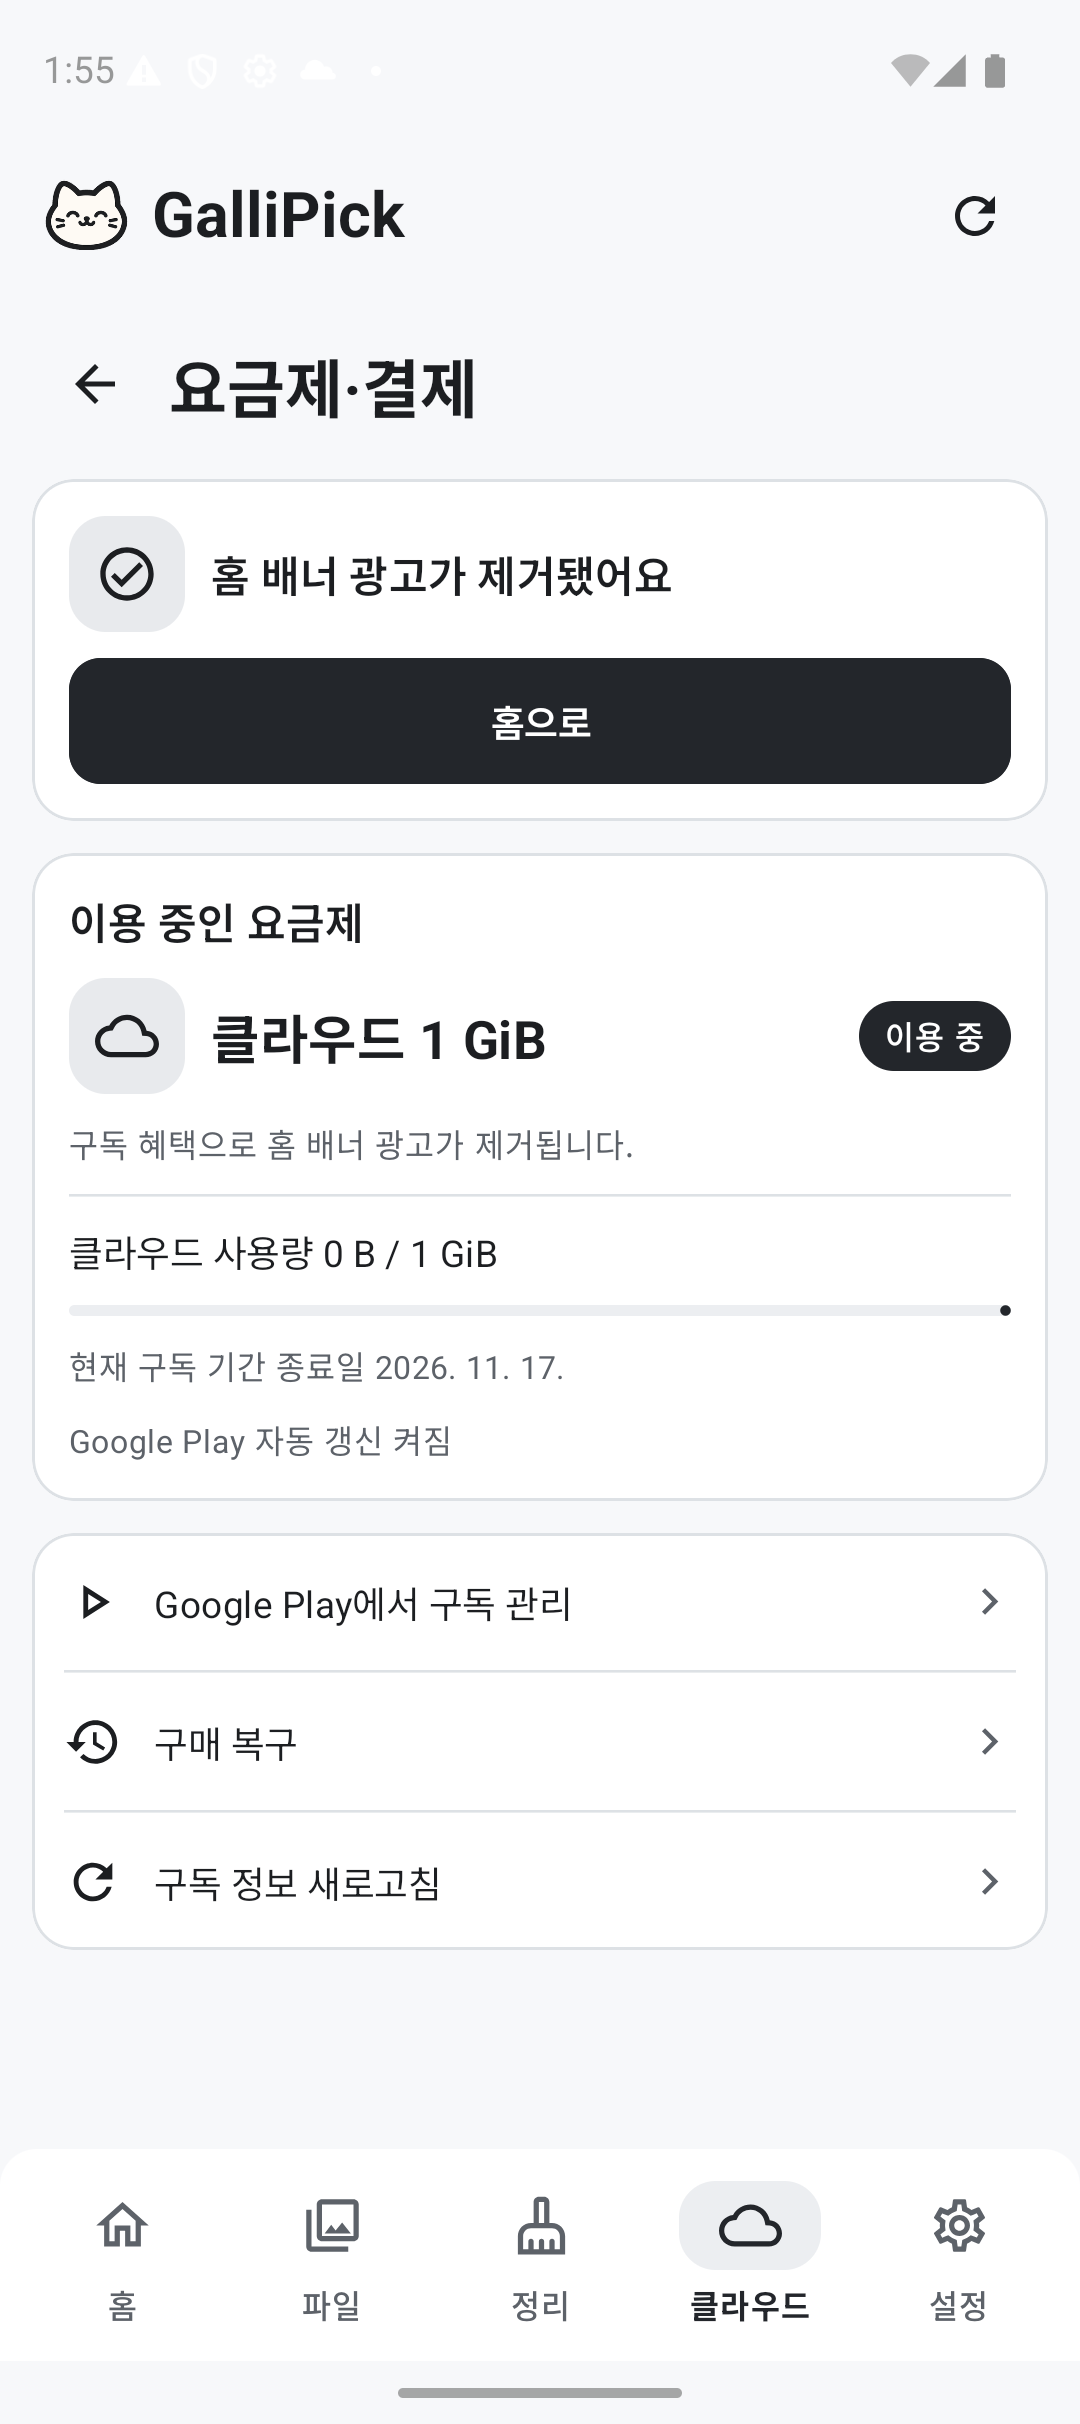 1:55
GalliPick
요금제·결제
홈 배너 광고가 제거됐어요
홈으로
이용 중인 요금제
클라우드 1 GiB
이용 중
구독 혜택으로 홈 배너 광고가 제거됩니다.
클라우드 사용량 0 B / 1 GiB
현재 구독 기간 종료일 2026. 11. 17.
Google Play 자동 갱신 켜짐
Google Play에서 구독 관리
구매 복구
구독 정보 새로고침
홈
파일
정리
클라우드
설정